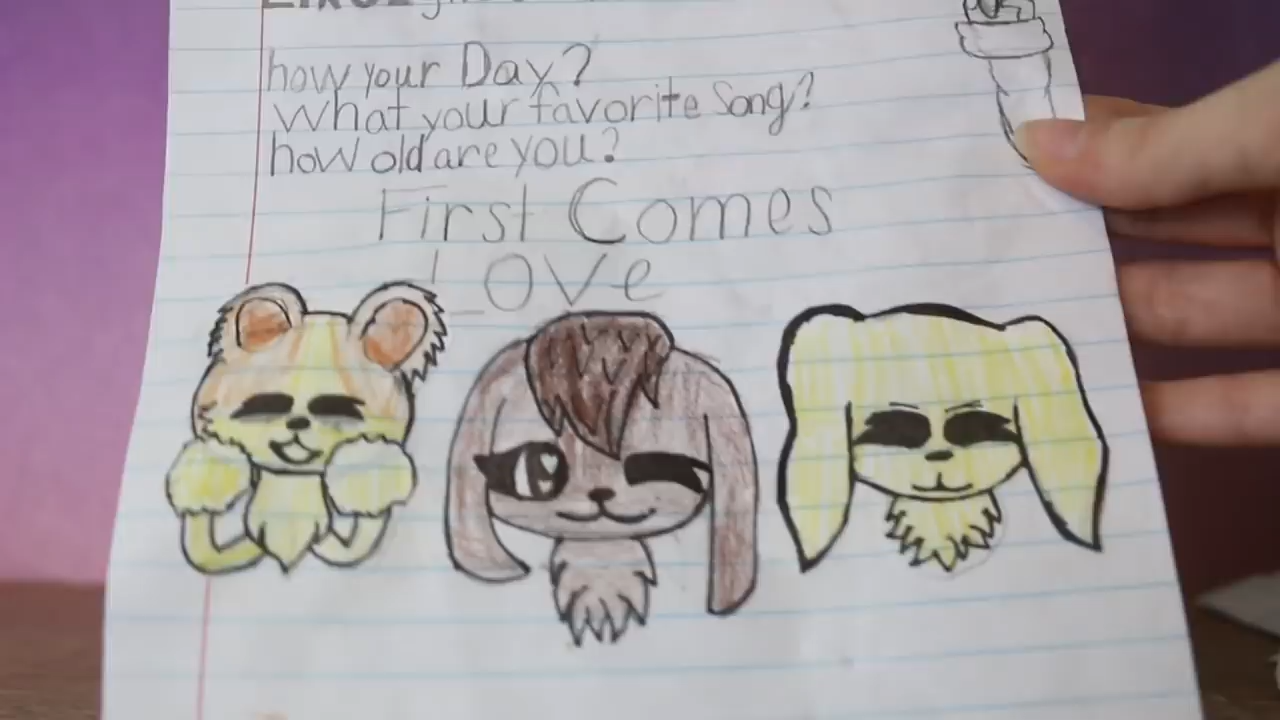 how your Day?
What your favorite Song?
how old are you?
First Comes
Love